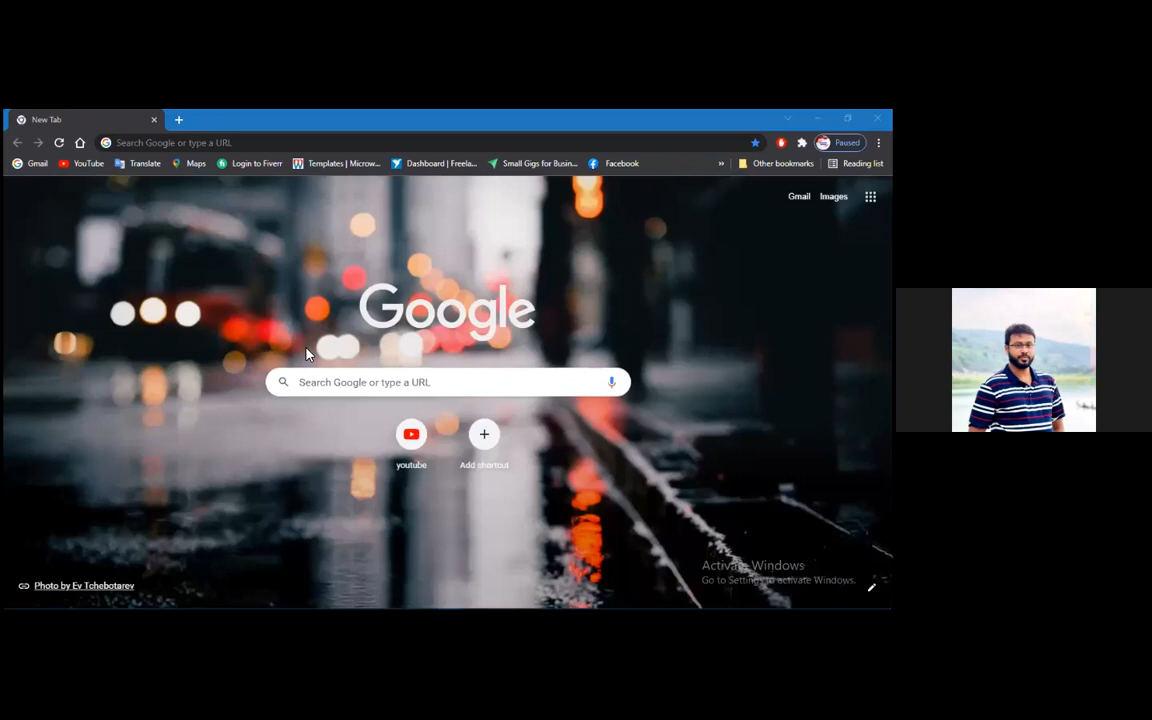 New Tab
Search Google or type a URL
Paused
Gmail YouTube Translate Maps Login to Fiverr Templates | Microw... Dashboard | Freela... Small Gigs for Busin... Facebook » Other bookmarks Reading list
Gmail Images
Google
Search Google or type a URL
youtube Add shortcut
Activate Windows
Go to Settings to activate Windows.
Photo by Ev Tchebotarev